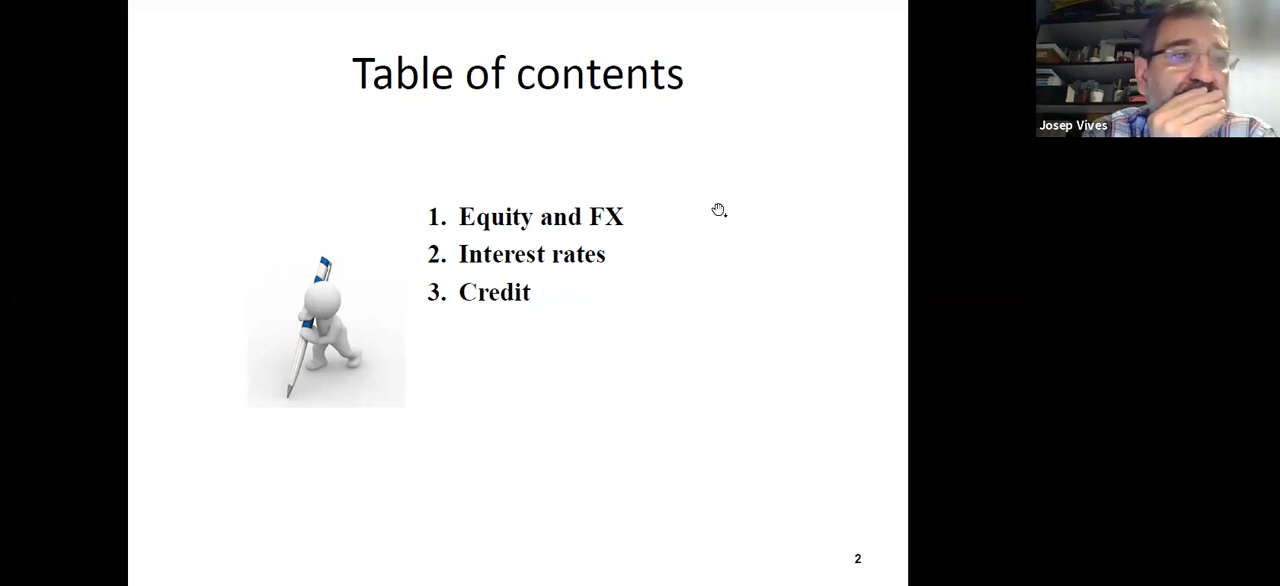 Table of contents
1. Equity and FX
2. Interest rates
3. Credit
2
Josep Vives